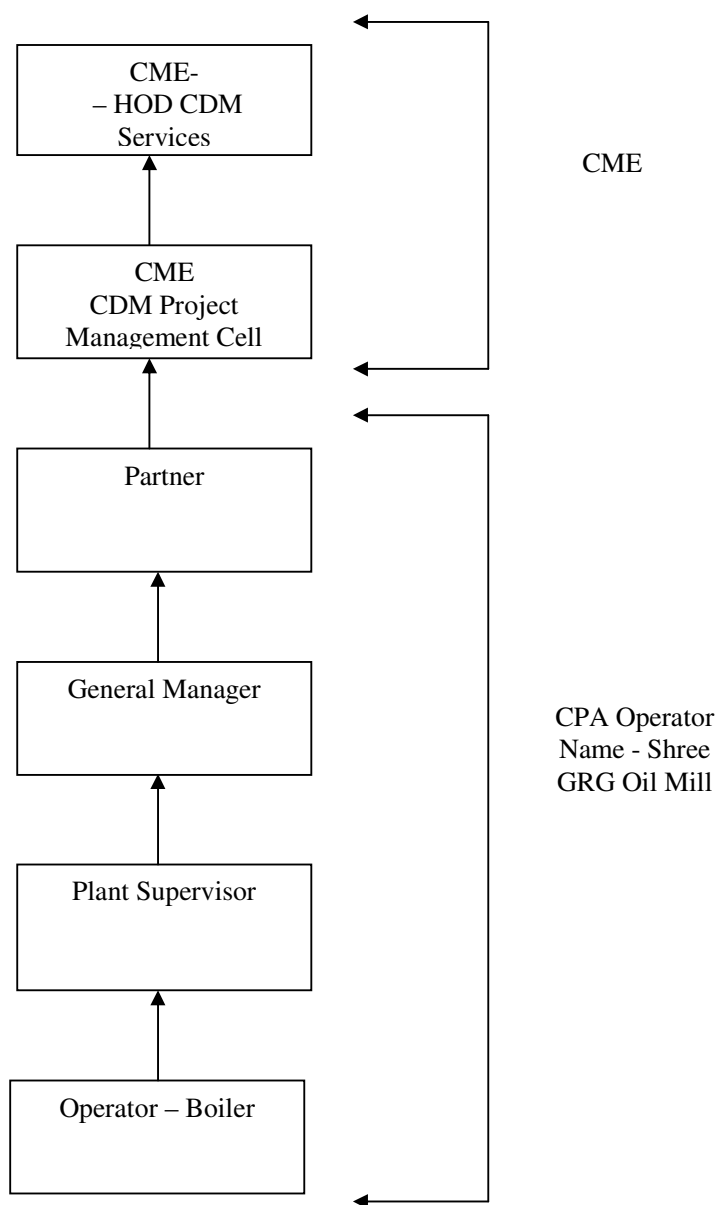 CME-
– HOD CDM
Services
CME
CME
CDM Project
Management Cell
Partner
General Manager
CPA Operator
Name - Shree
GRG Oil Mill
Plant Supervisor
Operator – Boiler